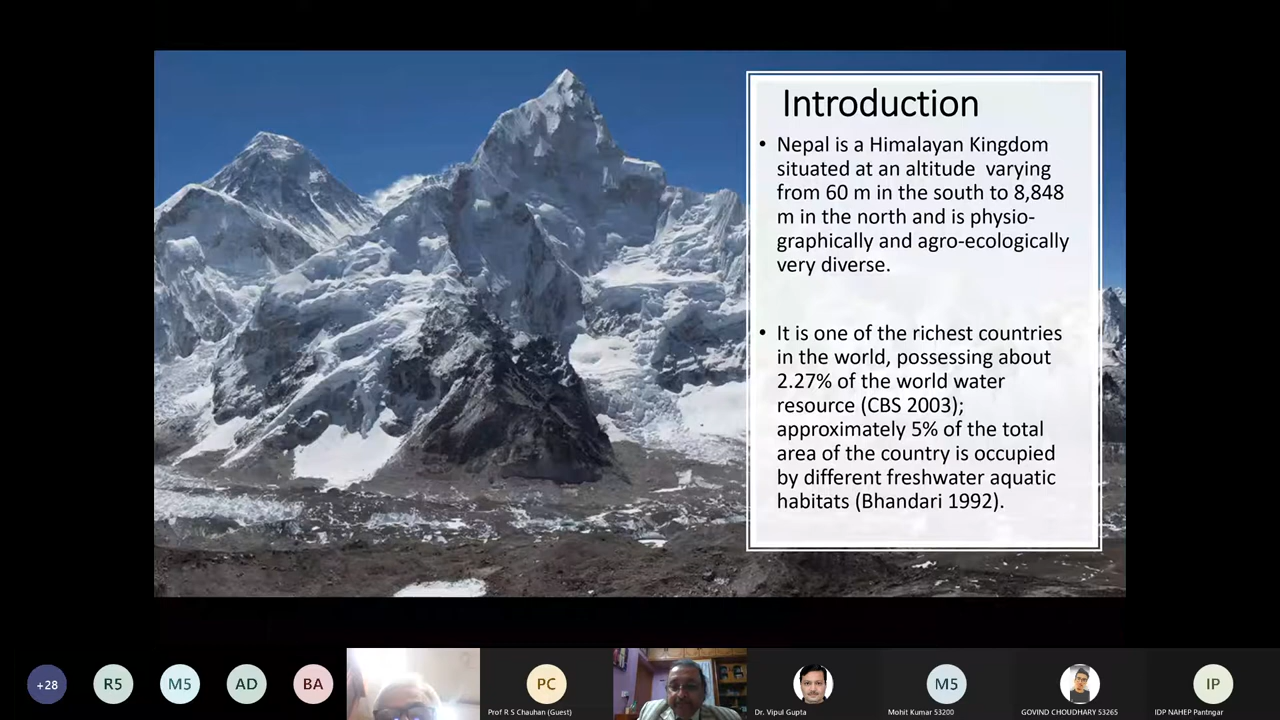 Introduction
• Nepal is a Himalayan Kingdom
situated at an altitude varying
from 60 m in the south to 8,848
m in the north and is physio-
graphically and agro-ecologically
very diverse.
• It is one of the richest countries
in the world, possessing about
2.27% of the world water
resource (CBS 2003);
approximately 5% of the total
area of the country is occupied
by different freshwater aquatic
habitats (Bhandari 1992).
+28
R5
M5
AD
BA
PC
M5
IP
Prof R S Chauhan (Guest)
Dr. Vipul Gupta
Mohit Kumar 53200
GOVIND CHOUDHARY 53265
IDP NAHEP Pantngar